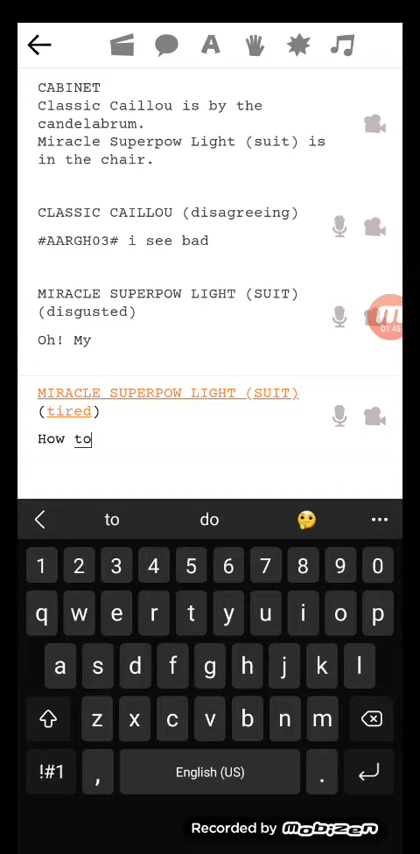 A
CABINET
Classic Caillou is by the
candelabrum.
Miracle Superpow Light (suit) is
in the chair.
CLASSIC CAILLOU (disagreeing)
#AARGH03# i see bad
MIRACLE SUPERPOW LIGHT (SUIT)
(disgusted)
Oh! My
01:45
MIRACLE SUPERPOW LIGHT (SUIT)
(tired)
How to
to do
1 2 3 4 5 6 7 8 9 0
q w e r t y u i o p
a s d f g h j k l
z x c v b n m
!#1 , English (US) .
Recorded by mobizen